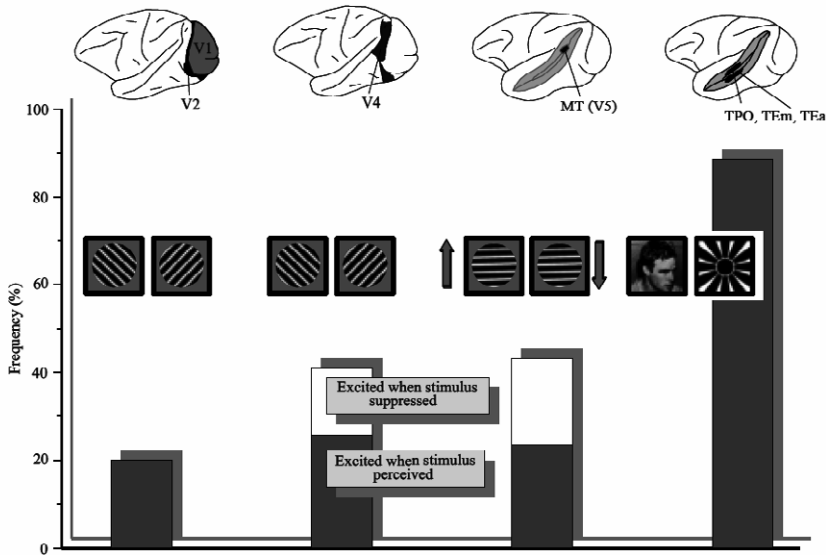 V1
V2
V4
MT (V5)
TPO, TEm, TEa
100
80
60
40
20
0
Frequency (%)
Excited when stimulus
suppressed
Excited when stimulus
perceived